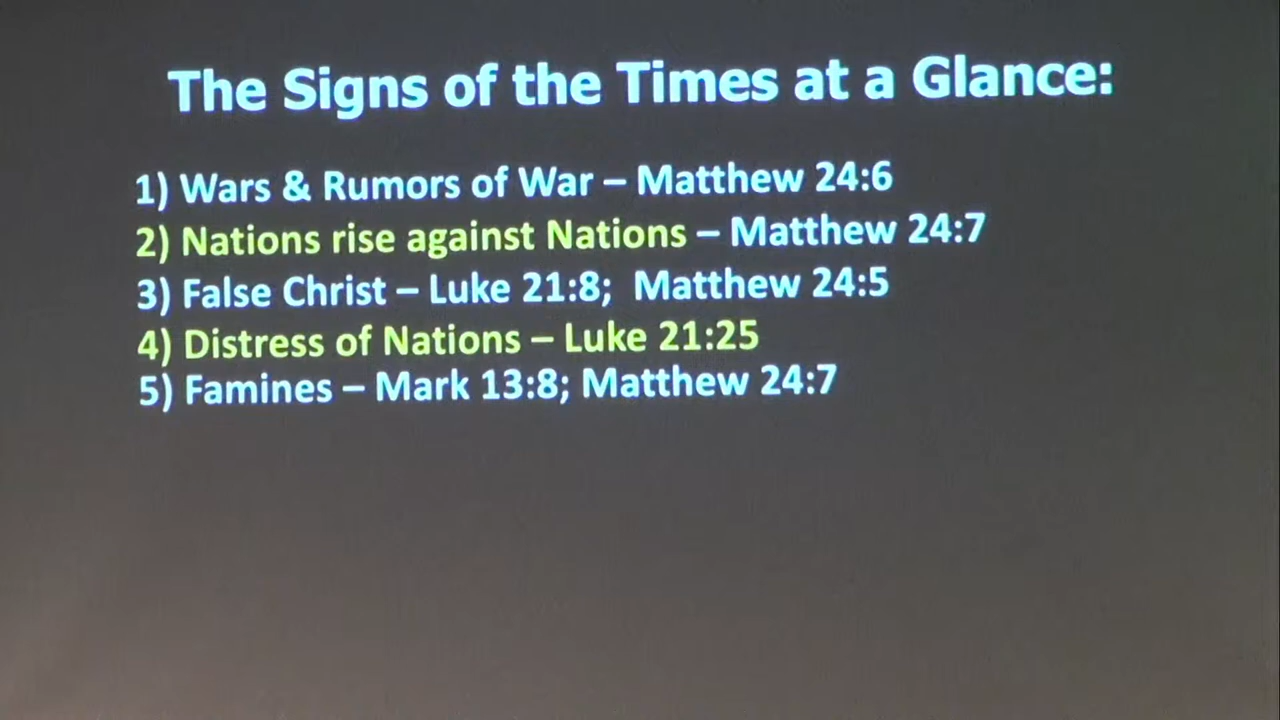 The Signs of the Times at a Glance:
1) Wars & Rumors of War – Matthew 24:6
2) Nations rise against Nations – Matthew 24:7
3) False Christ – Luke 21:8;  Matthew 24:5
4) Distress of Nations – Luke 21:25
5) Famines – Mark 13:8; Matthew 24:7